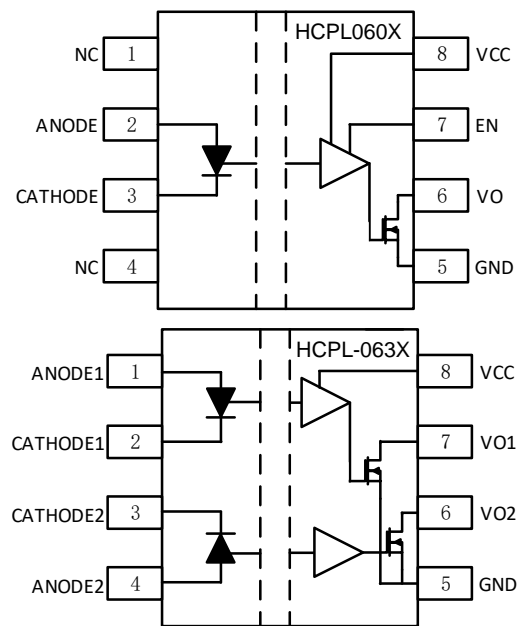 HCPL060X
NC 1 8 VCC
ANODE 2 7 EN
CATHODE 3 6 VO
NC 4 5 GND
HCPL-063X
ANODE1 1 8 VCC
CATHODE1 2 7 VO1
CATHODE2 3 6 VO2
ANODE2 4 5 GND